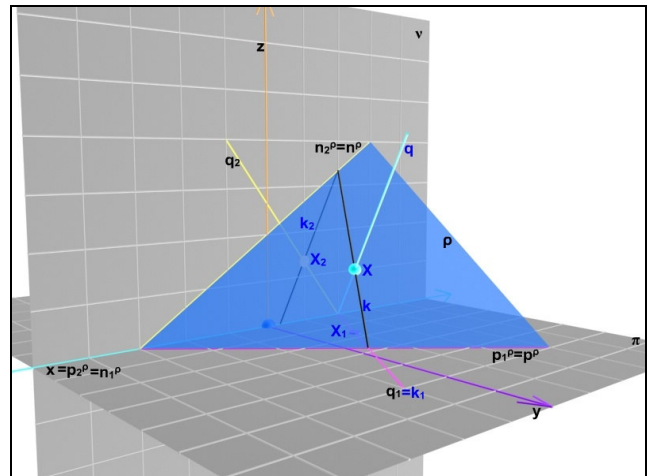 ν
z
n₂ᵖ=nᵖ
q
q₂
k₂
ρ
X₂
X
k
X₁
π
p₁ᵖ=pᵖ
x =p₂ᵖ=n₁ᵖ
q₁=k₁
y